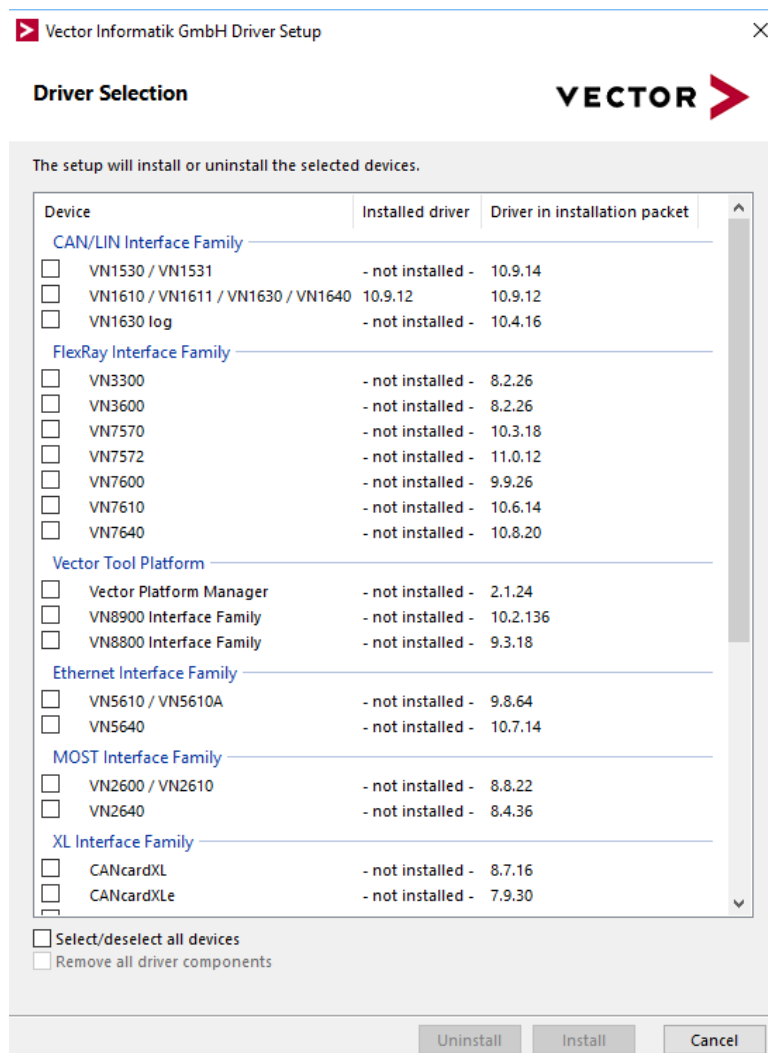 Vector Informatik GmbH Driver Setup
Driver Selection
VECTOR
The setup will install or uninstall the selected devices.
Device Installed driver Driver in installation packet
CAN/LIN Interface Family
VN1530 / VN1531 - not installed - 10.9.14
VN1610 / VN1611 / VN1630 / VN1640 10.9.12 10.9.12
VN1630 log - not installed - 10.4.16
FlexRay Interface Family
VN3300 - not installed - 8.2.26
VN3600 - not installed - 8.2.26
VN7570 - not installed - 10.3.18
VN7572 - not installed - 11.0.12
VN7600 - not installed - 9.9.26
VN7610 - not installed - 10.6.14
VN7640 - not installed - 10.8.20
Vector Tool Platform
Vector Platform Manager - not installed - 2.1.24
VN8900 Interface Family - not installed - 10.2.136
VN8800 Interface Family - not installed - 9.3.18
Ethernet Interface Family
VN5610 / VN5610A - not installed - 9.8.64
VN5640 - not installed - 10.7.14
MOST Interface Family
VN2600 / VN2610 - not installed - 8.8.22
VN2640 - not installed - 8.4.36
XL Interface Family
CANcardXL - not installed - 8.7.16
CANcardXLe - not installed - 7.9.30
Select/deselect all devices
Remove all driver components
Uninstall Install Cancel